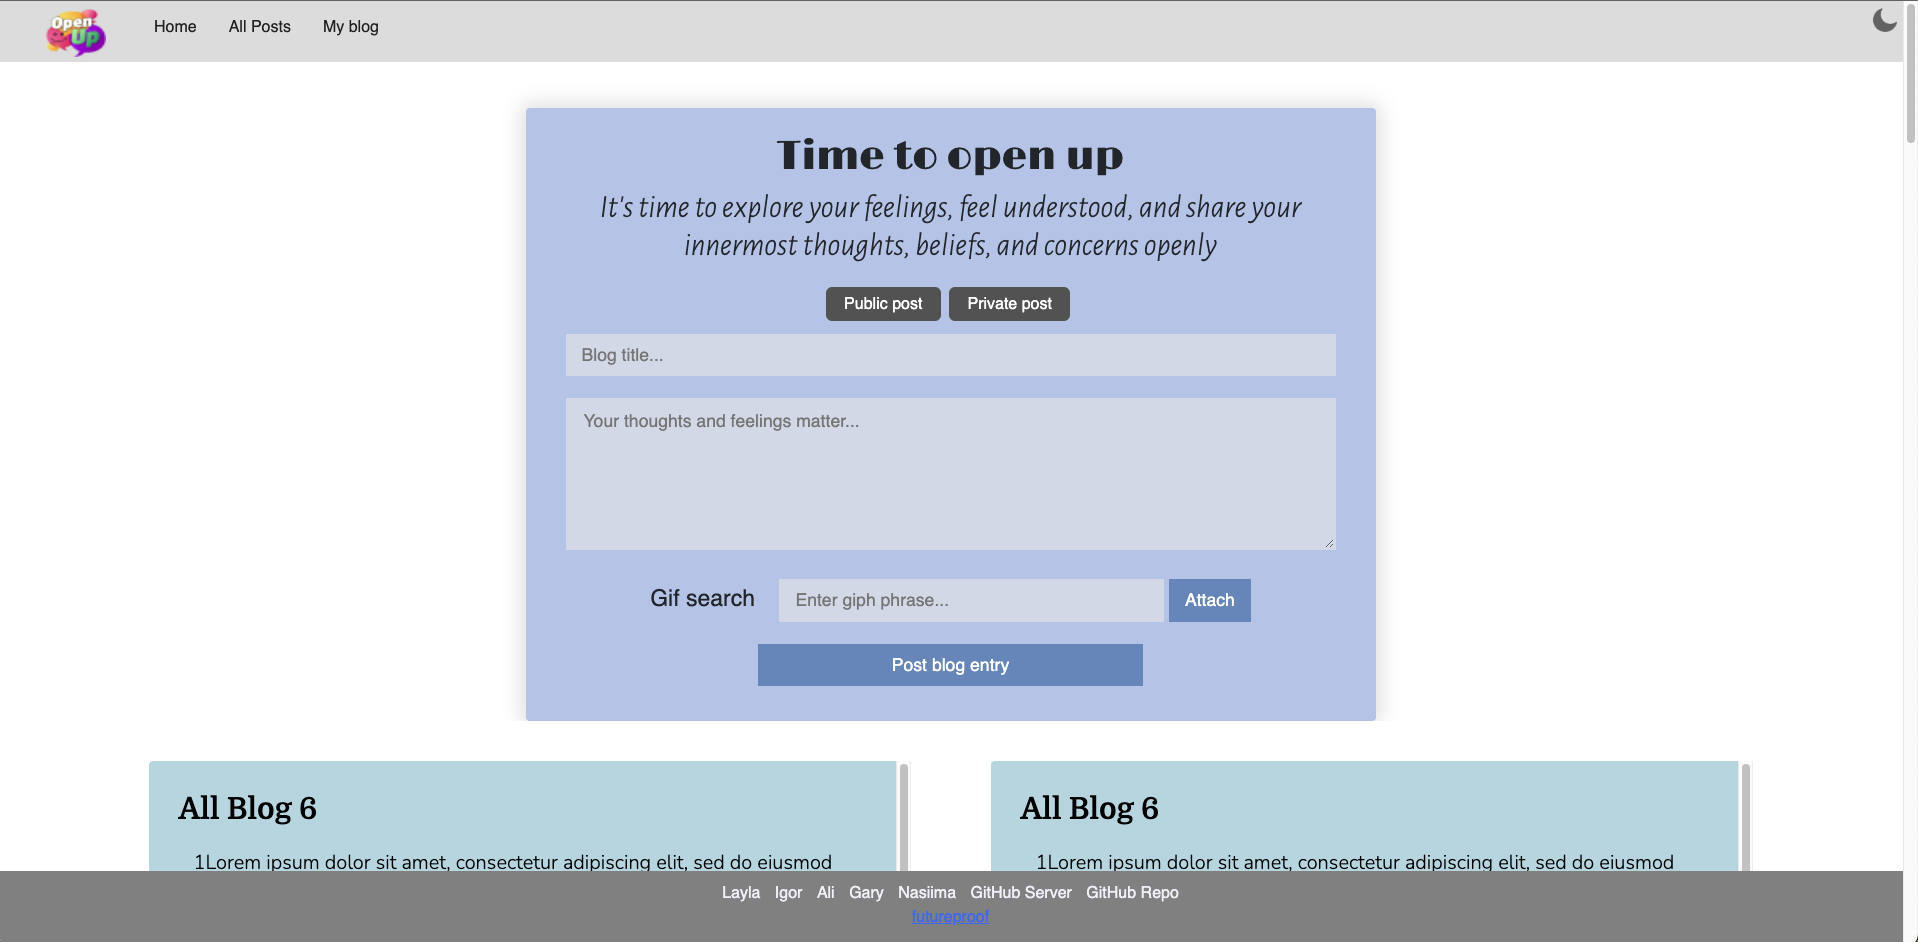 Open Up
Home All Posts My blog
Time to open up
It's time to explore your feelings, feel understood, and share your
innermost thoughts, beliefs, and concerns openly
Public post Private post
Blog title...
Your thoughts and feelings matter...
Gif search Enter giph phrase... Attach
Post blog entry
All Blog 6
1Lorem ipsum dolor sit amet, consectetur adipiscing elit, sed do eiusmod
All Blog 6
1Lorem ipsum dolor sit amet, consectetur adipiscing elit, sed do eiusmod
Layla Igor Ali Gary Nasiima GitHub Server GitHub Repo
futureproof